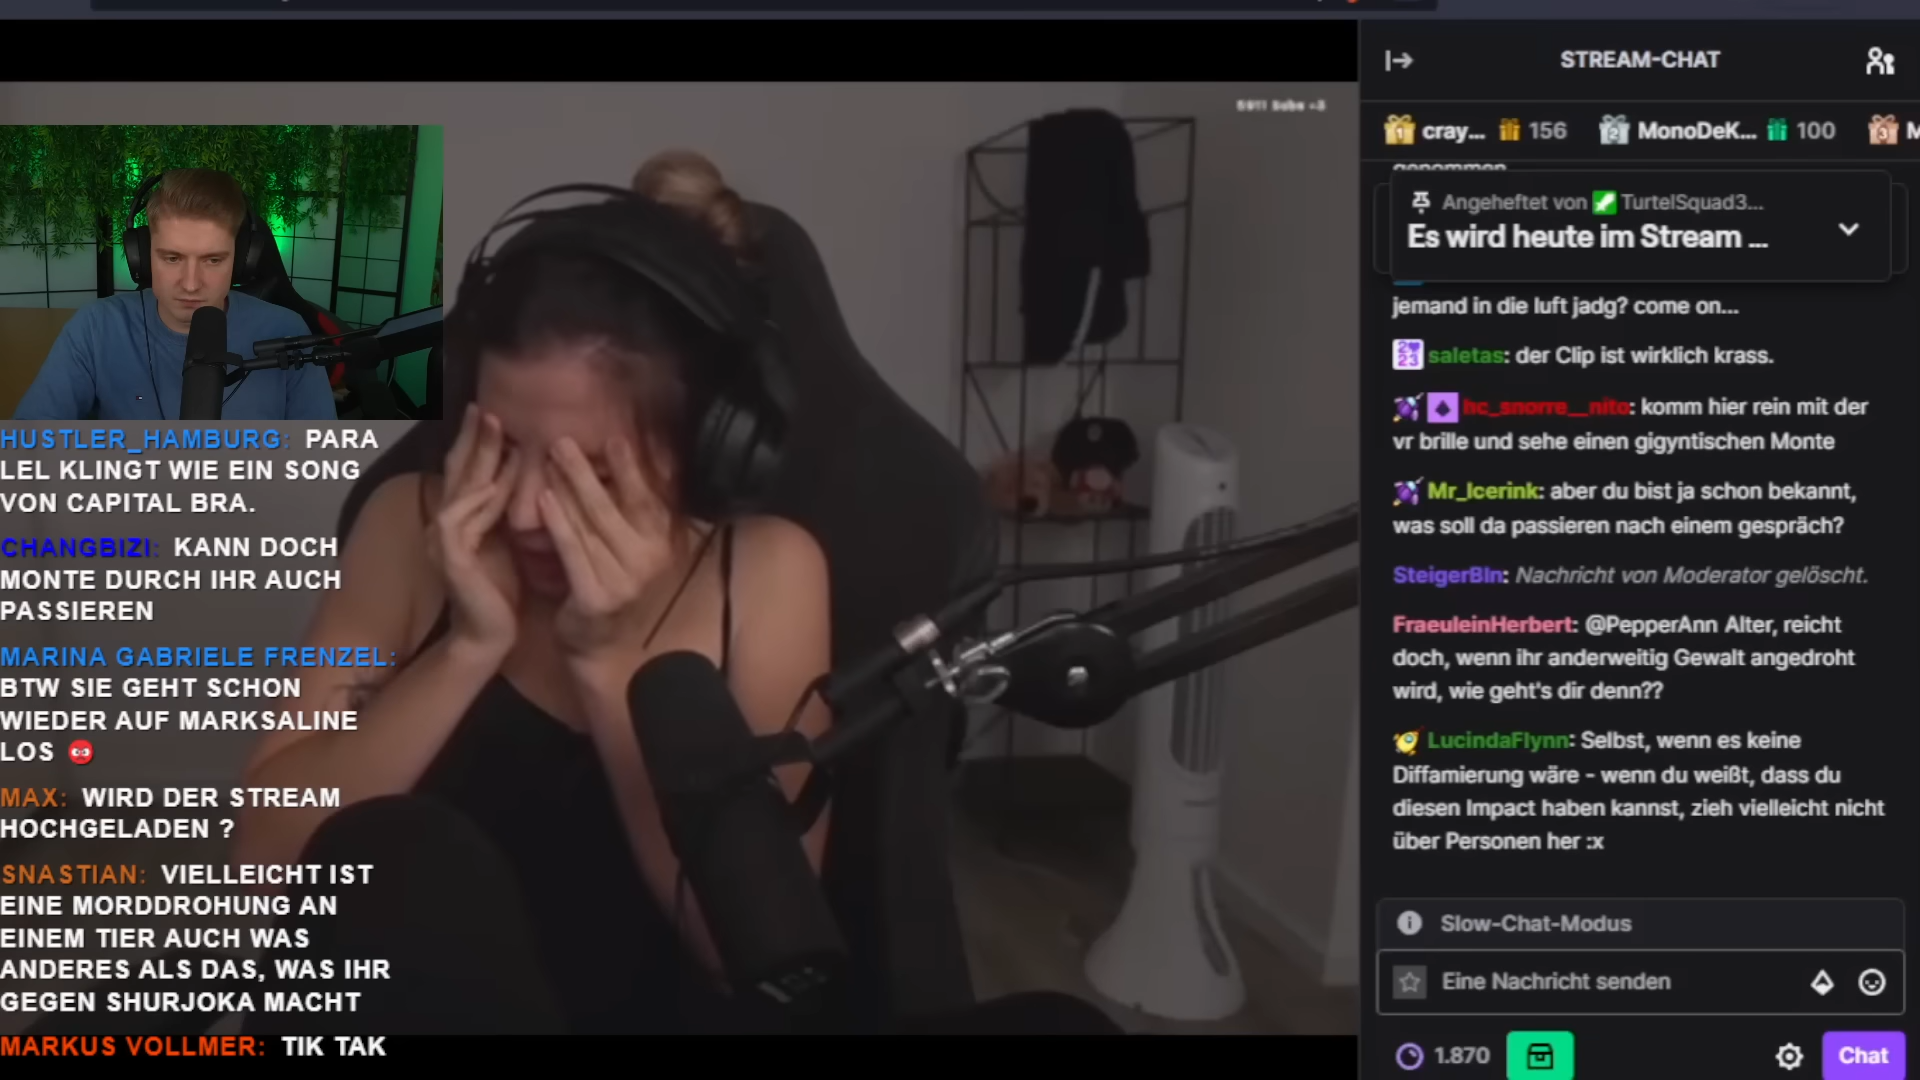 5911 Subs +3
HUSTLER_HAMBURG: PARA
LEL KLINGT WIE EIN SONG
VON CAPITAL BRA.
CHANGBIZI: KANN DOCH
MONTE DURCH IHR AUCH
PASSIEREN
MARINA GABRIELE FRENZEL:
BTW SIE GEHT SCHON
WIEDER AUF MARKSALINE
LOS
MAX: WIRD DER STREAM
HOCHGELADEN ?
SNASTIAN: VIELLEICHT IST
EINE MORDDROHUNG AN
EINEM TIER AUCH WAS
ANDERES ALS DAS, WAS IHR
GEGEN SHURJOKA MACHT
MARKUS VOLLMER: TIK TAK
STREAM-CHAT
1 cray... 156 2 MonoDeK... 100 3 M
genommen
Angeheftet von TurtelSquad3...
Es wird heute im Stream ...
jemand in die luft jadg? come on...
saletas: der Clip ist wirklich krass.
hc_snorre__nito: komm hier rein mit der
vr brille und sehe einen gigyntischen Monte
Mr_Icerink: aber du bist ja schon bekannt,
was soll da passieren nach einem gespräch?
SteigerBln: Nachricht von Moderator gelöscht.
FraeuleinHerbert: @PepperAnn Alter, reicht
doch, wenn ihr anderweitig Gewalt angedroht
wird, wie geht's dir denn??
LucindaFlynn: Selbst, wenn es keine
Diffamierung wäre - wenn du weißt, dass du
diesen Impact haben kannst, zieh vielleicht nicht
über Personen her :x
Slow-Chat-Modus
Eine Nachricht senden
1.870
Chat